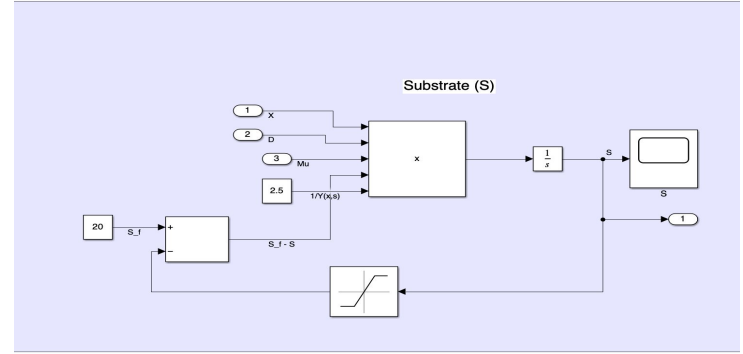 Substrate (S)
1
X
2
D
3
Mu
x
2.5
1/Y(x,s)
1
s
S
S
20
S_f
+
−
S_f - S
1